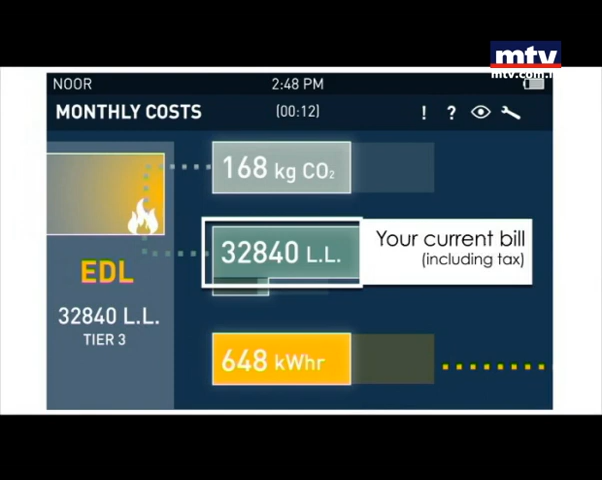 mtv
mtv.com.
NOOR
2:48 PM
MONTHLY COSTS
(00:12)
! ?
168 kg CO₂
32840 L.L.
Your current bill
(including tax)
EDL
32840 L.L.
TIER 3
648 kWhr